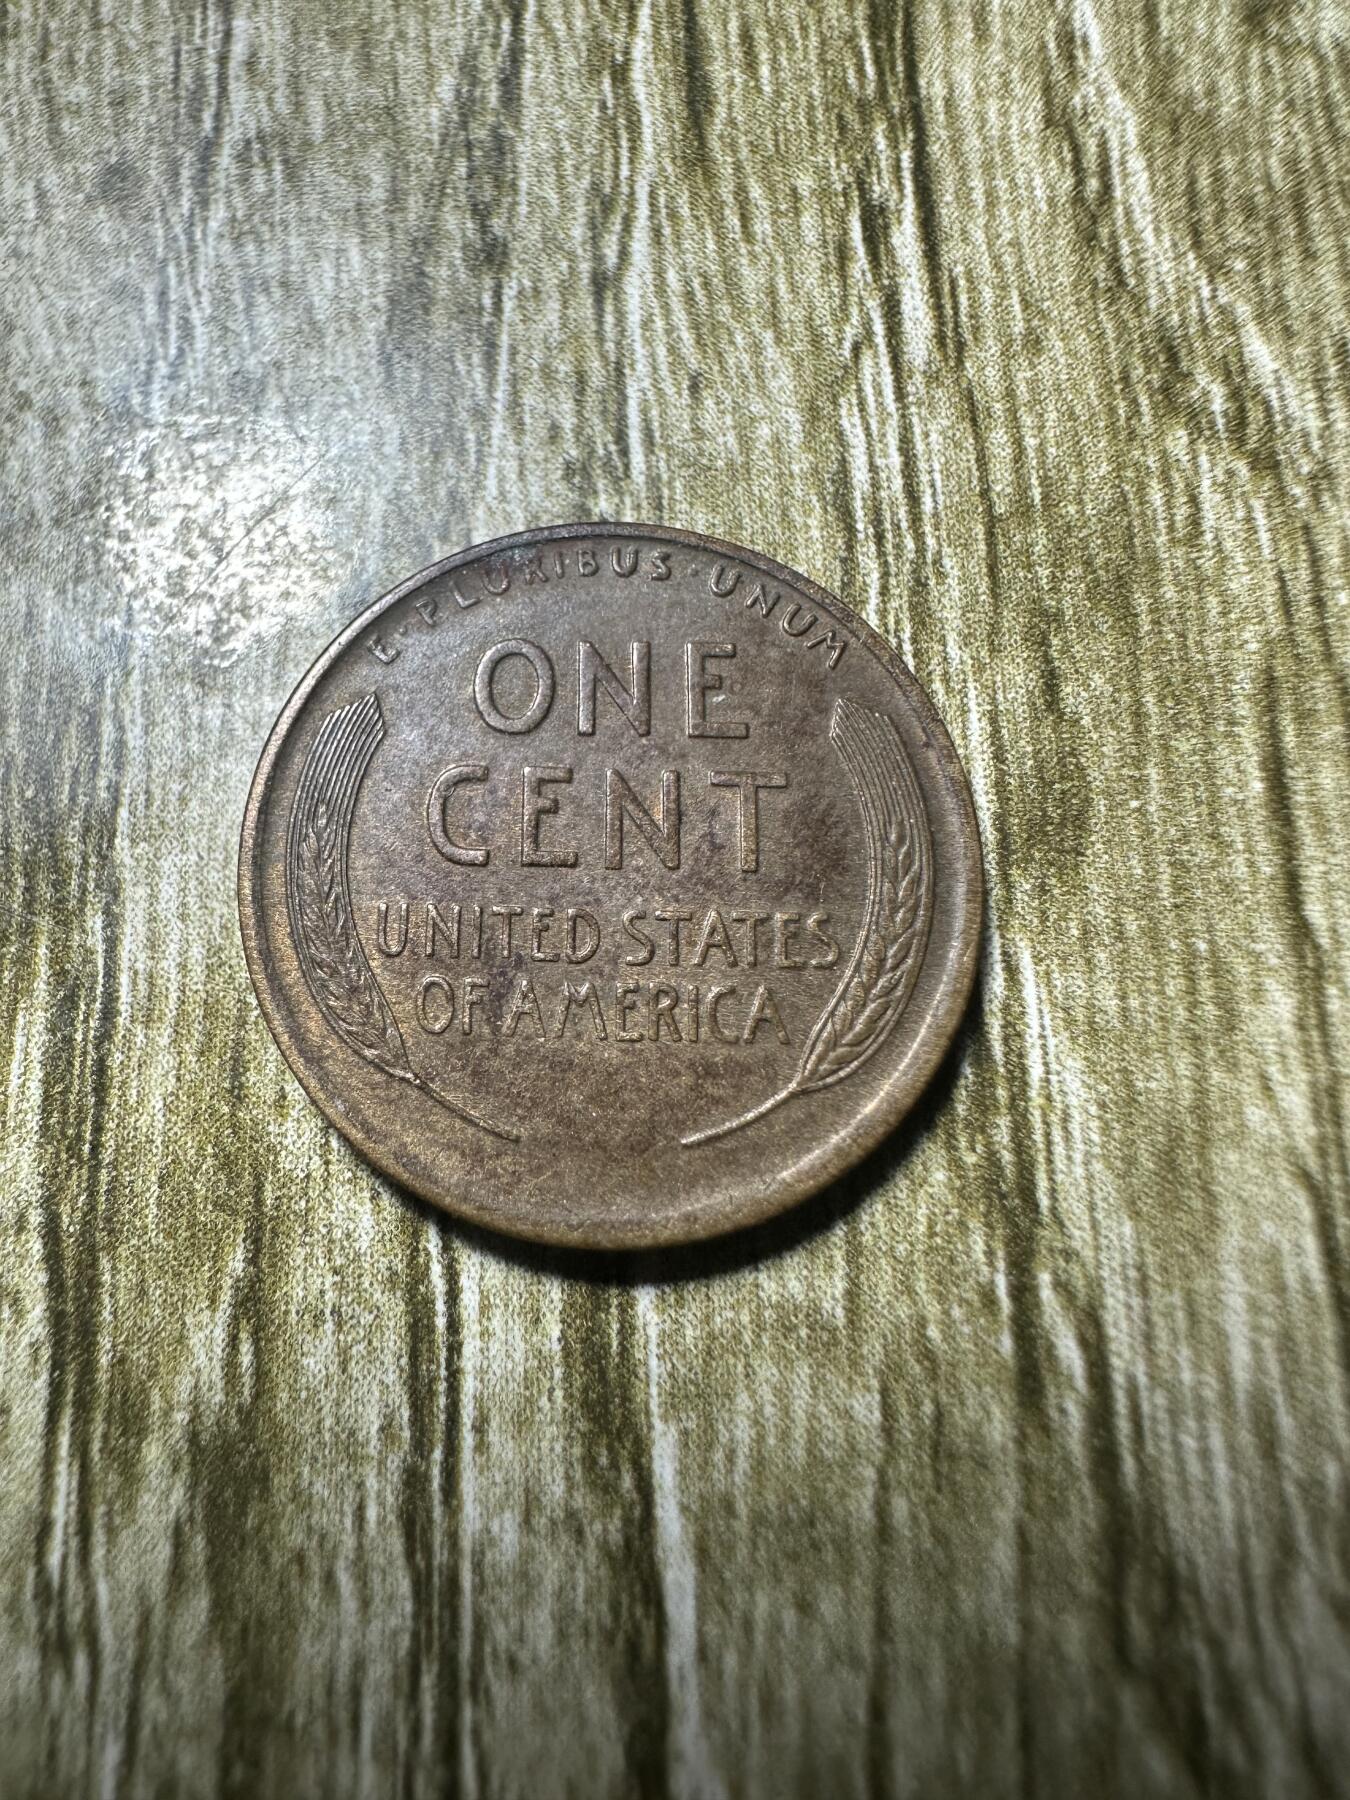 E·PLURIBUS·UNUM
ONE
CENT
UNITED STATES
OF AMERICA